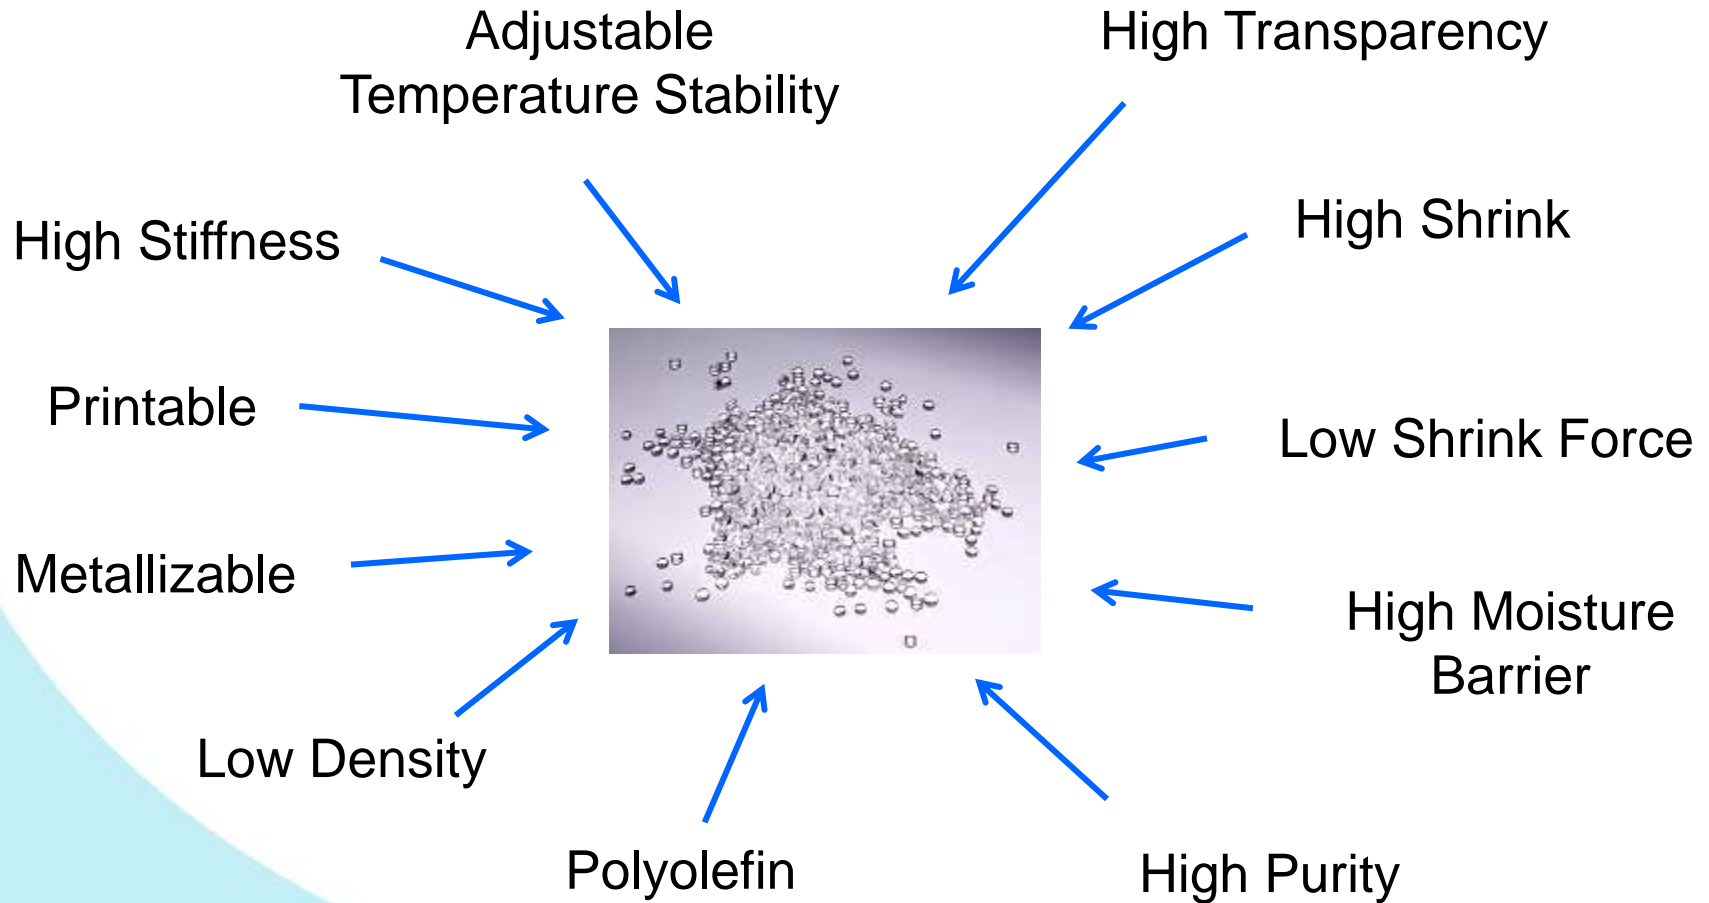 Adjustable
Temperature Stability
High Transparency
High Stiffness
High Shrink
Printable
Low Shrink Force
Metallizable
High Moisture
Barrier
Low Density
Polyolefin
High Purity